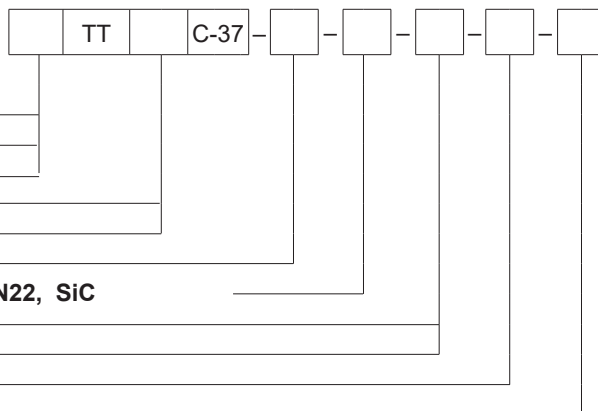 TT C-37 – – – – –
N22, SiC